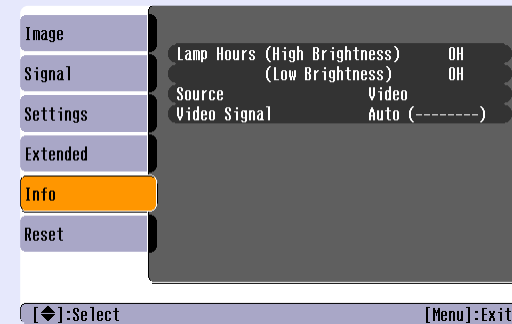 Image
Signal
Settings
Extended
Info
Reset
Lamp Hours (High Brightness) 0H
(Low Brightness) 0H
Source Video
Video Signal Auto (--------)
[◆]:Select [Menu]:Exit